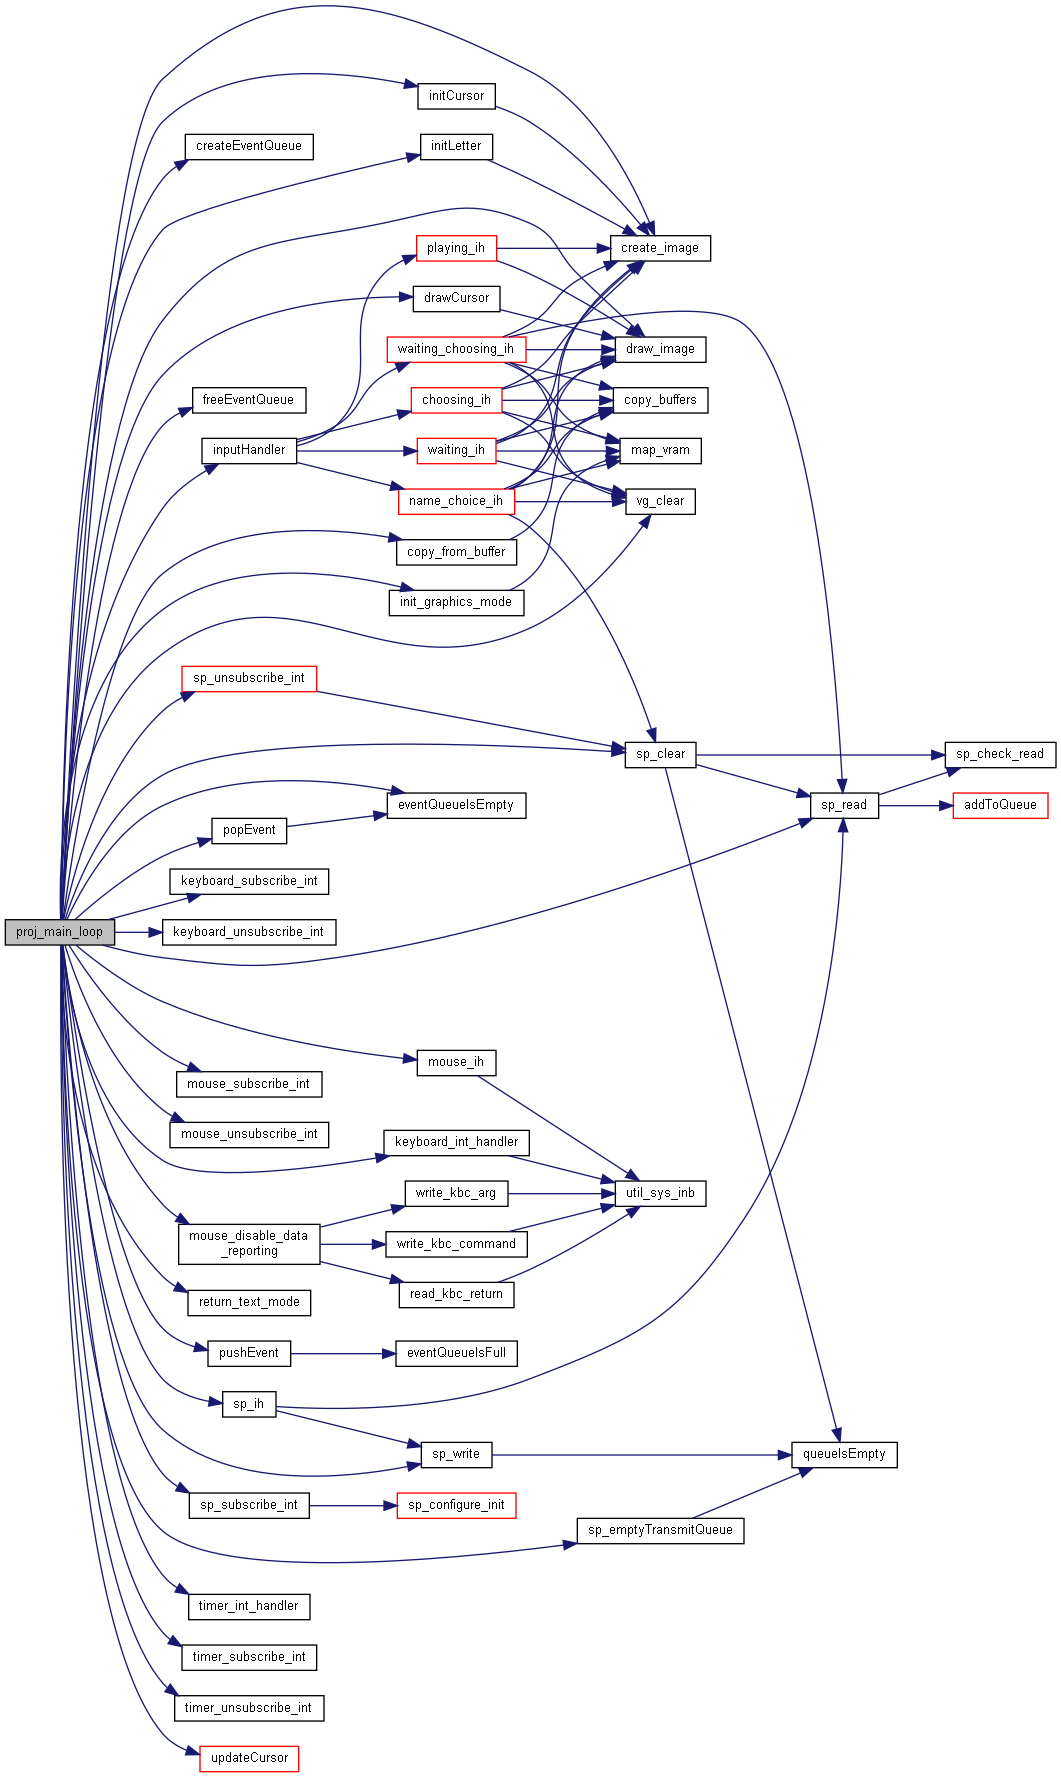 initCursor
createEventQueue
initLetter
playing_ih
create_image
drawCursor
waiting_choosing_ih
draw_image
freeEventQueue
choosing_ih
copy_buffers
inputHandler
waiting_ih
map_vram
name_choice_ih
vg_clear
copy_from_buffer
init_graphics_mode
sp_unsubscribe_int
sp_clear
sp_check_read
eventQueueIsEmpty
sp_read
addToQueue
popEvent
keyboard_subscribe_int
proj_main_loop
keyboard_unsubscribe_int
mouse_ih
mouse_subscribe_int
mouse_unsubscribe_int
keyboard_int_handler
write_kbc_arg
util_sys_inb
mouse_disable_data
_reporting
write_kbc_command
read_kbc_return
return_text_mode
pushEvent
eventQueueIsFull
sp_ih
sp_write
queueIsEmpty
sp_subscribe_int
sp_configure_init
sp_emptyTransmitQueue
timer_int_handler
timer_subscribe_int
timer_unsubscribe_int
updateCursor